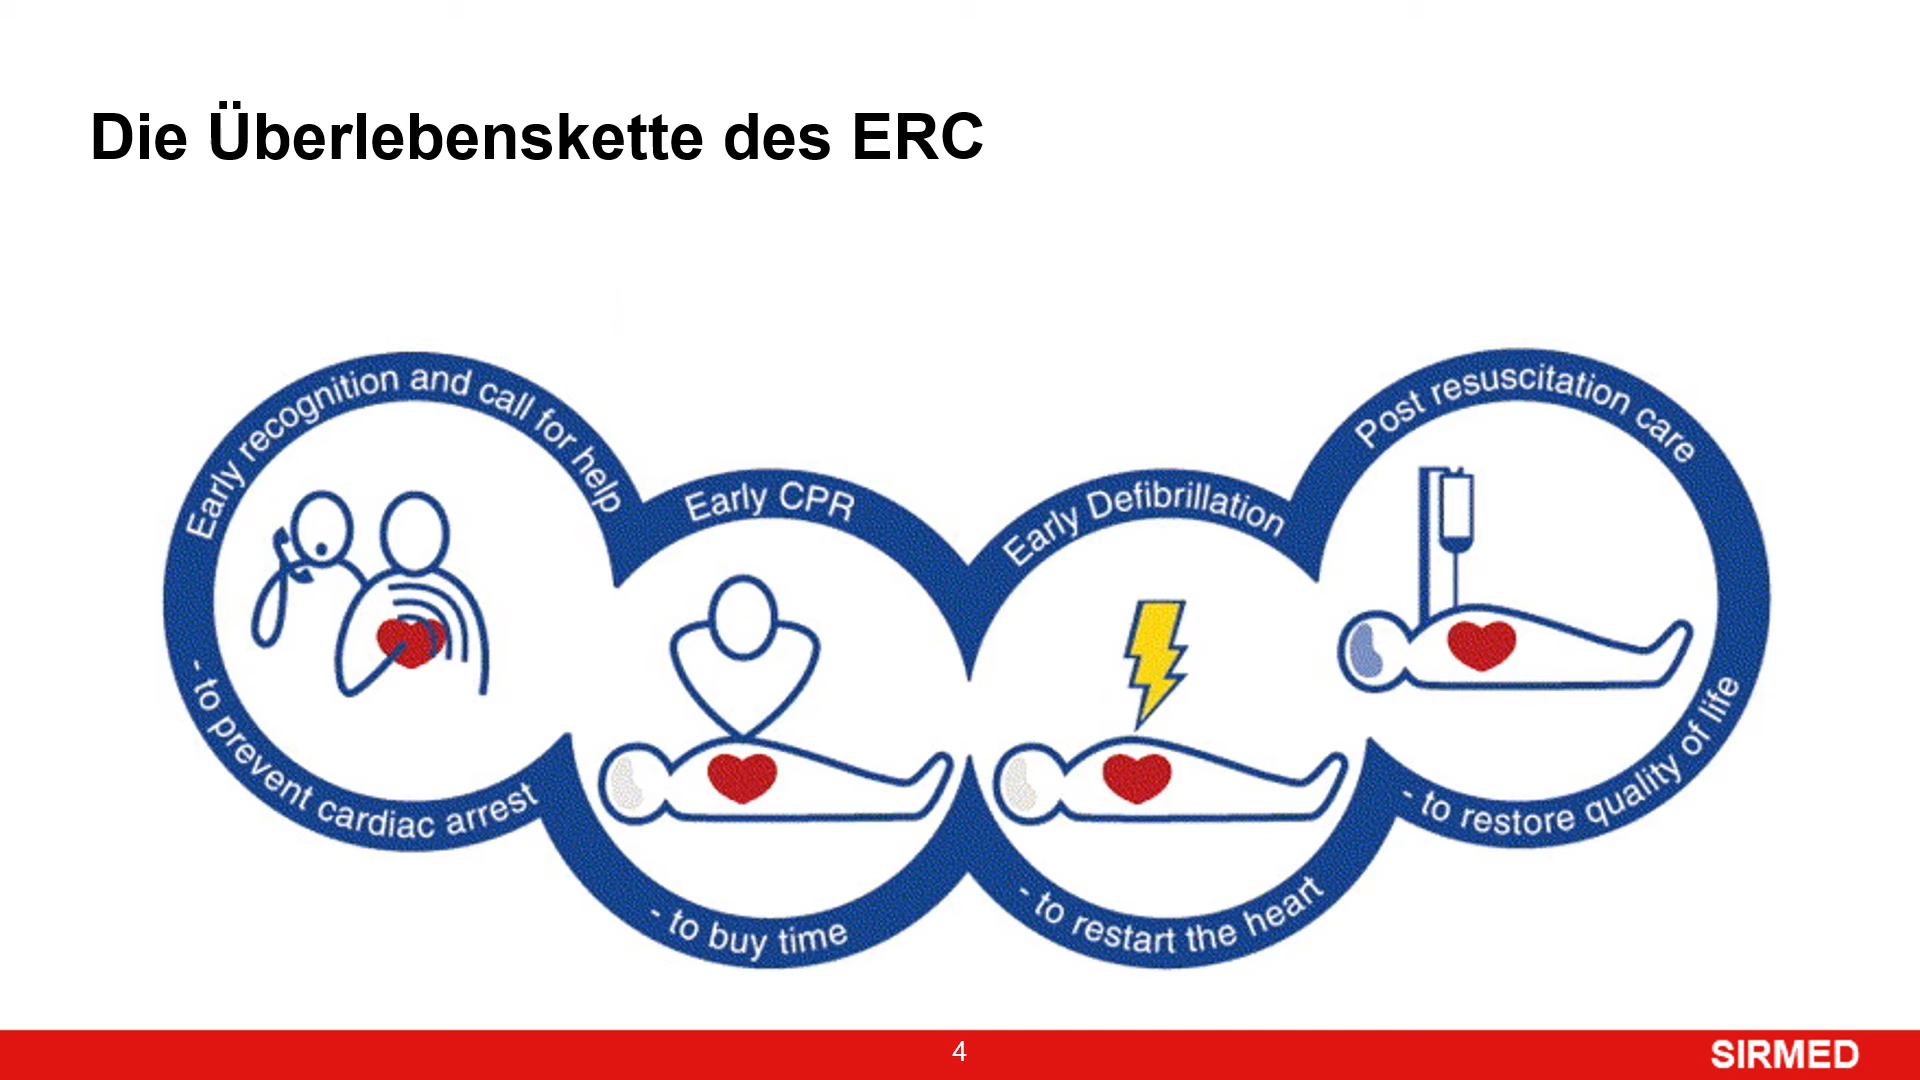 Die Überlebenskette des ERC
Early recognition and call for help
- to prevent cardiac arrest
Early CPR
- to buy time
Early Defibrillation
- to restart the heart
Post resuscitation care
- to restore quality of life
4
SIRMED